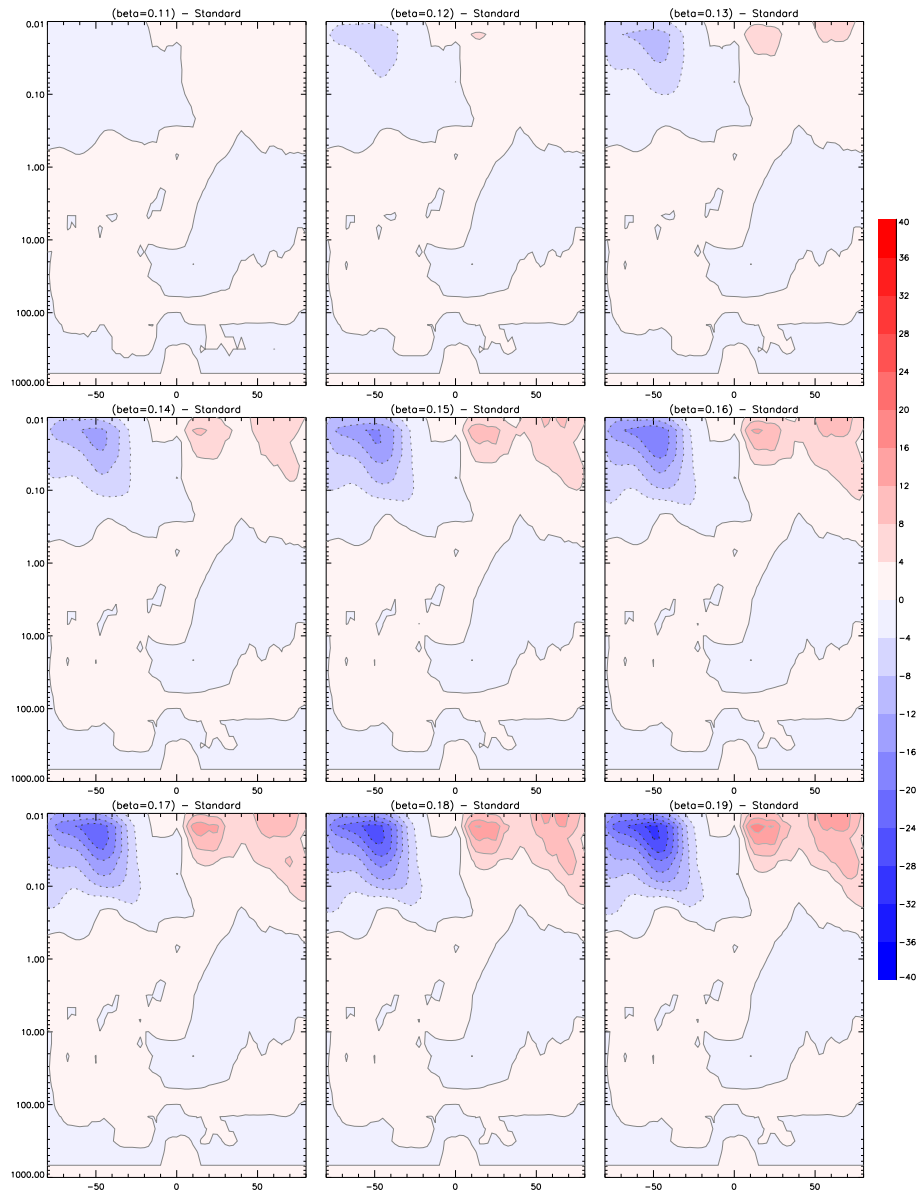 (beta=0.11) – Standard
(beta=0.12) – Standard
(beta=0.13) – Standard
0.01
0.10
1.00
10.00
100.00
1000.00
−50 0 50
−50 0 50
−50 0 50
(beta=0.14) – Standard
(beta=0.15) – Standard
(beta=0.16) – Standard
0.01
0.10
1.00
10.00
100.00
1000.00
−50 0 50
−50 0 50
−50 0 50
(beta=0.17) – Standard
(beta=0.18) – Standard
(beta=0.19) – Standard
0.01
0.10
1.00
10.00
100.00
1000.00
−50 0 50
−50 0 50
−50 0 50
40
36
32
28
24
20
16
12
8
4
0
−4
−8
−12
−16
−20
−24
−28
−32
−36
−40